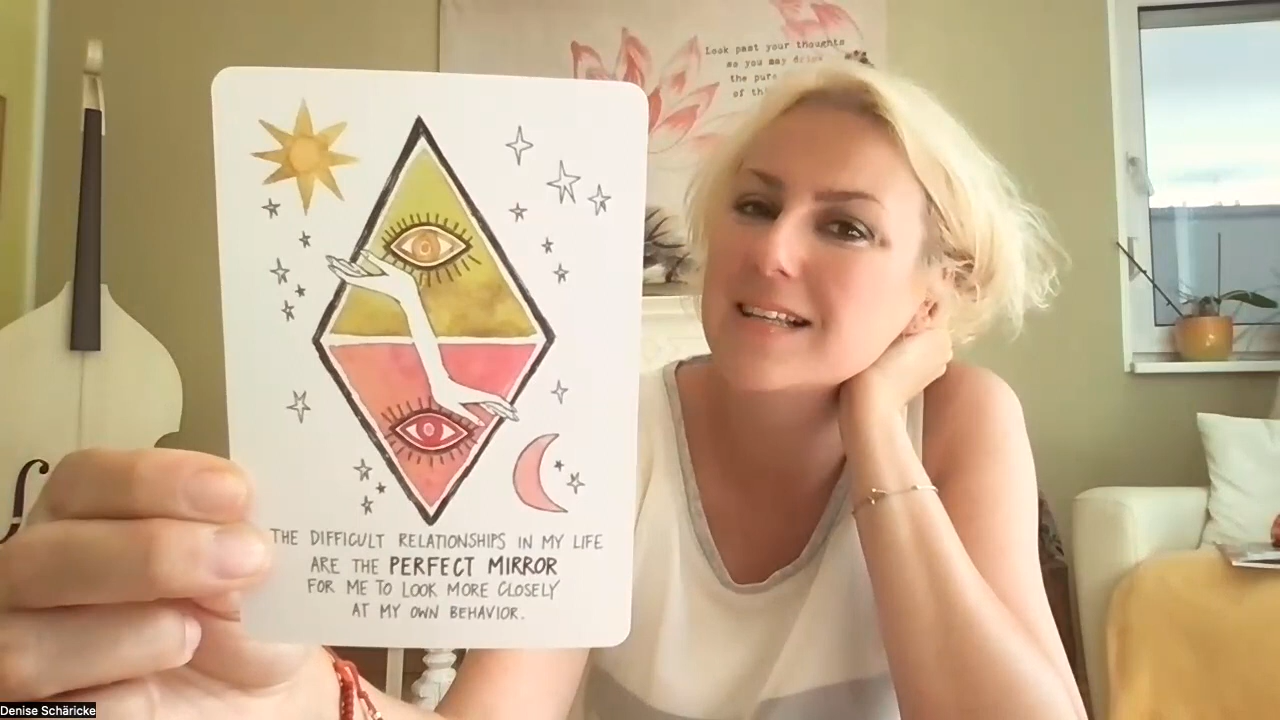 Look past your thoughts
so you may drink
the pure
of th
THE DIFFICULT RELATIONSHIPS IN MY LIFE
ARE THE PERFECT MIRROR
FOR ME TO LOOK MORE CLOSELY
AT MY OWN BEHAVIOR.
Denise Schäricke